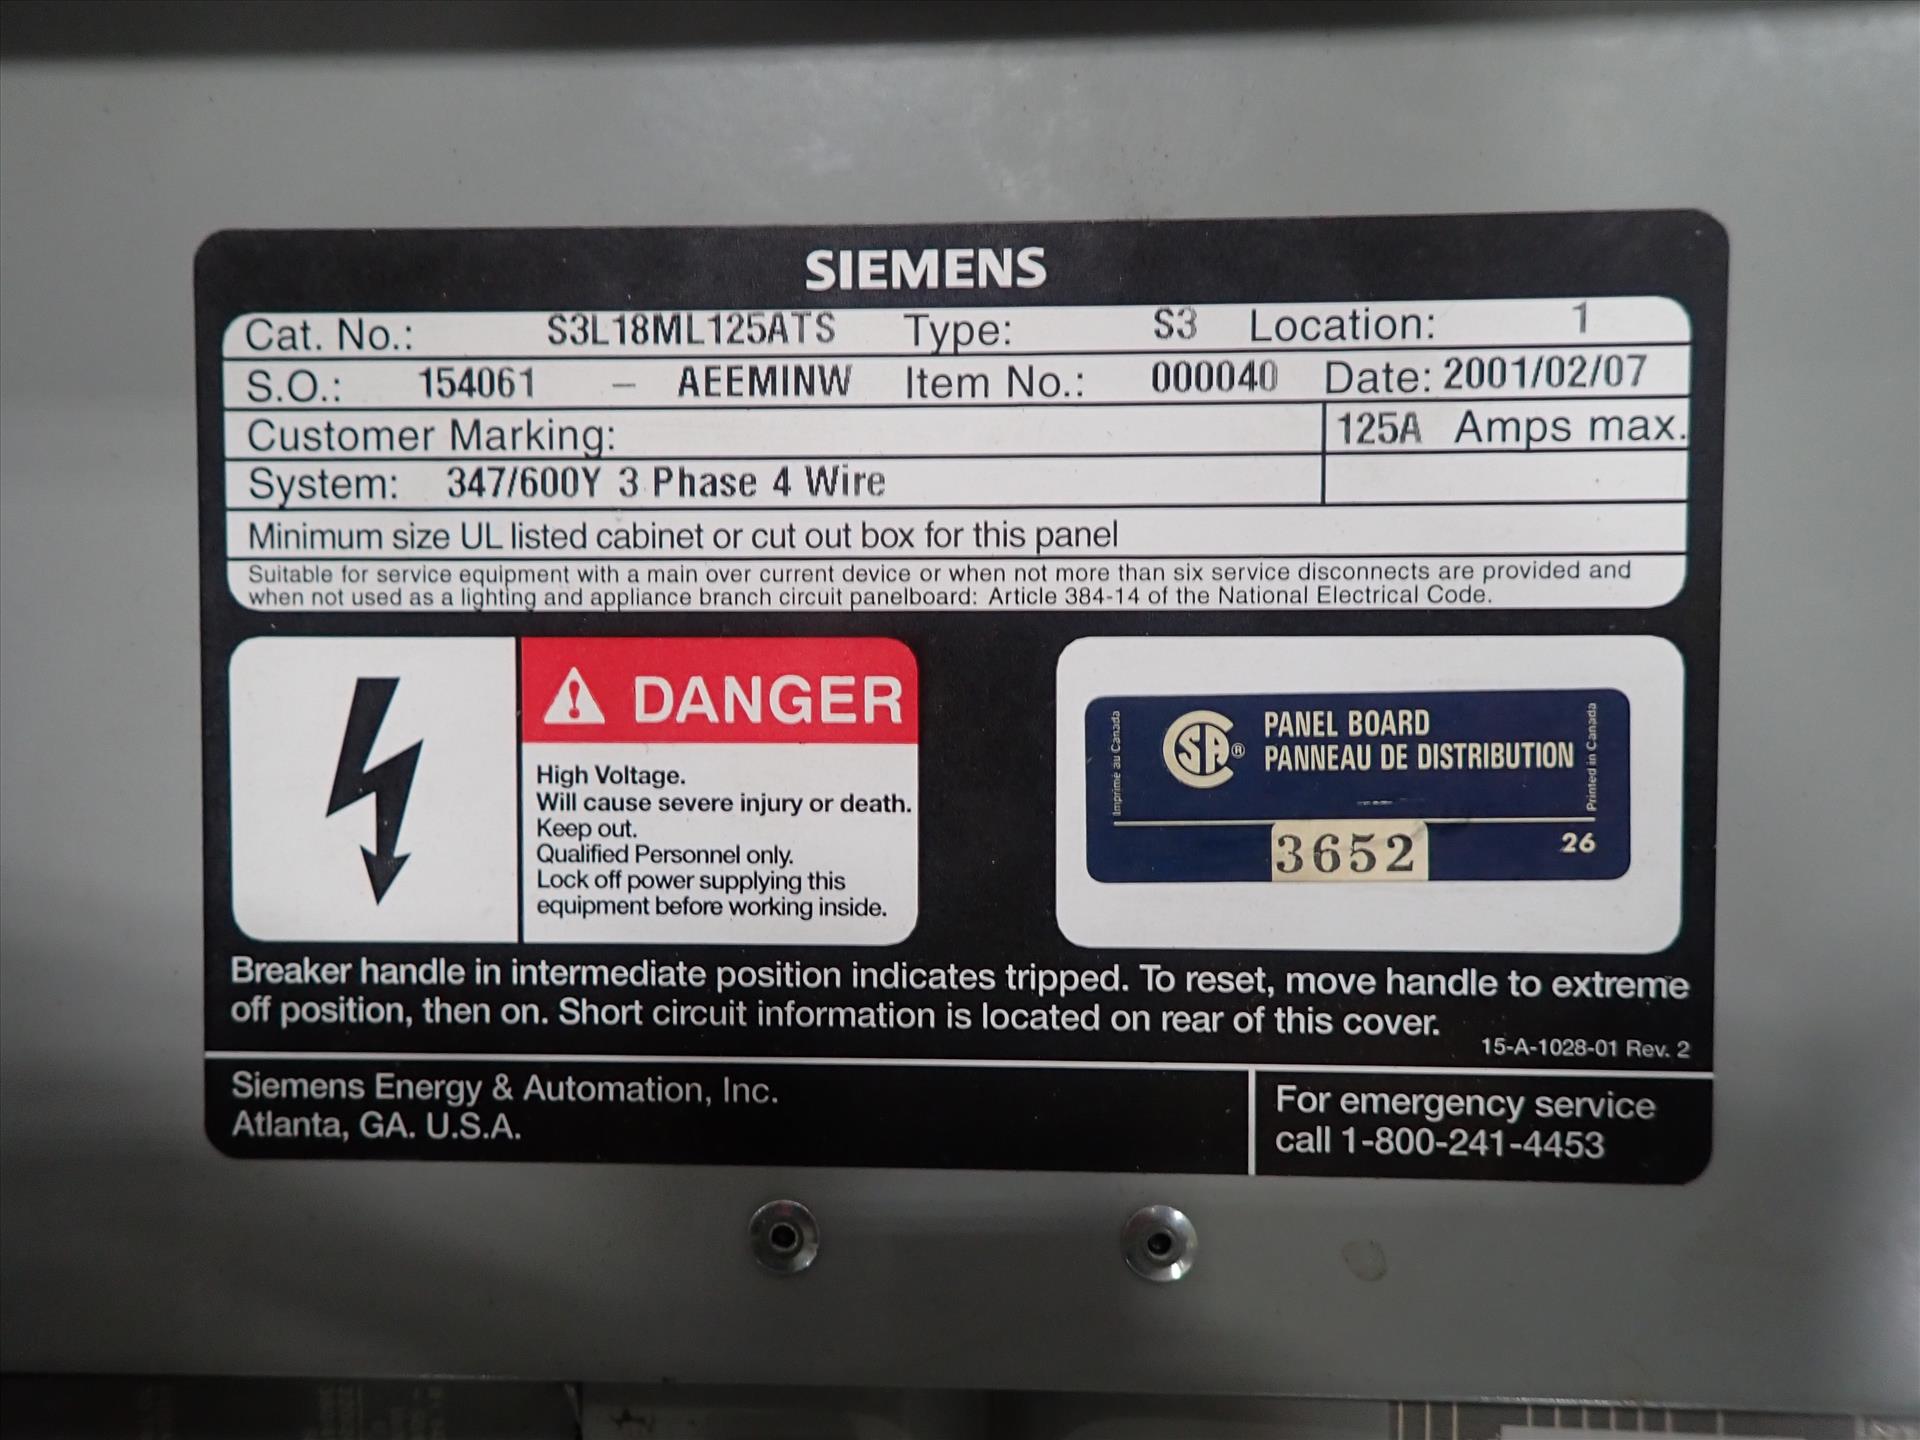 SIEMENS
Cat. No.: S3L18ML125ATS Type: S3 Location: 1
S.O.: 154061 – AEEMINW Item No.: 000040 Date: 2001/02/07
Customer Marking: 125A Amps max.
System: 347/600Y 3 Phase 4 Wire
Minimum size UL listed cabinet or cut out box for this panel
Suitable for service equipment with a main over current device or when not more than six service disconnects are provided and
when not used as a lighting and appliance branch circuit panelboard: Article 384-14 of the National Electrical Code.
DANGER
High Voltage.
Will cause severe injury or death.
Keep out.
Qualified Personnel only.
Lock off power supplying this
equipment before working inside.
Imprimé au Canada
CSA®
PANEL BOARD
PANNEAU DE DISTRIBUTION
Printed in Canada
3652
26
Breaker handle in intermediate position indicates tripped. To reset, move handle to extreme
off position, then on. Short circuit information is located on rear of this cover.
15-A-1028-01 Rev. 2
Siemens Energy & Automation, Inc.
Atlanta, GA. U.S.A.
For emergency service
call 1-800-241-4453